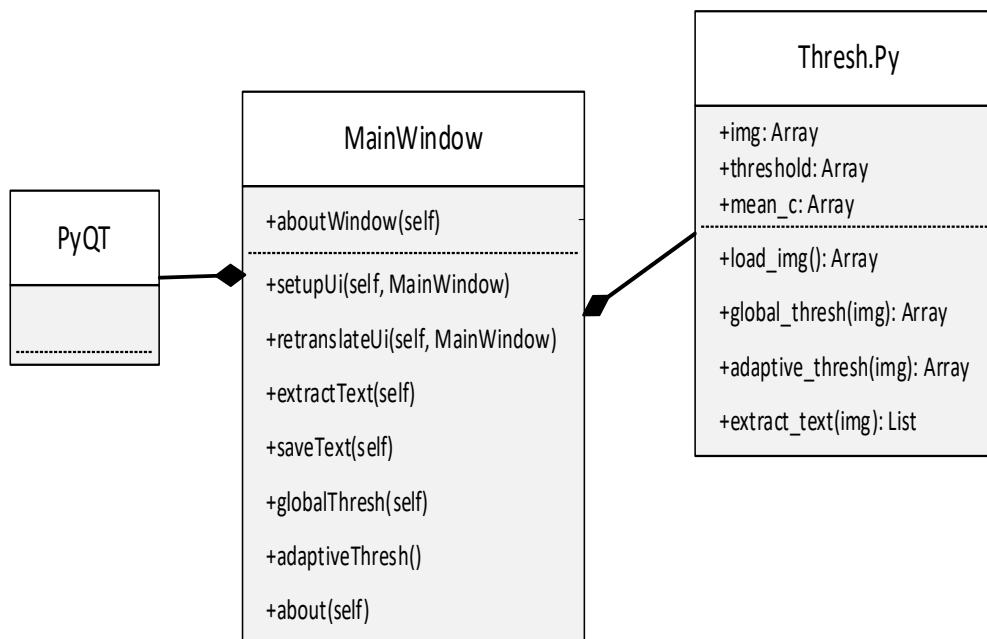 PyQT
MainWindow
+aboutWindow(self)
+setupUi(self, MainWindow)
+retranslateUi(self, MainWindow)
+extractText(self)
+saveText(self)
+globalThresh(self)
+adaptiveThresh()
+about(self)
Thresh.Py
+img: Array
+threshold: Array
+mean_c: Array
+load_img(): Array
+global_thresh(img): Array
+adaptive_thresh(img): Array
+extract_text(img): List